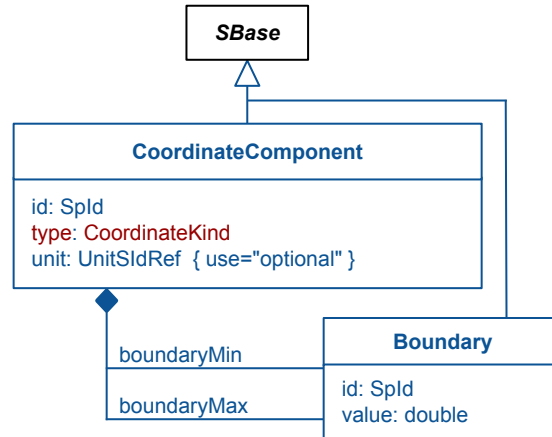 SBase
CoordinateComponent
id: SpId
type: CoordinateKind
unit: UnitSIdRef { use="optional" }
boundaryMin
boundaryMax
Boundary
id: SpId
value: double